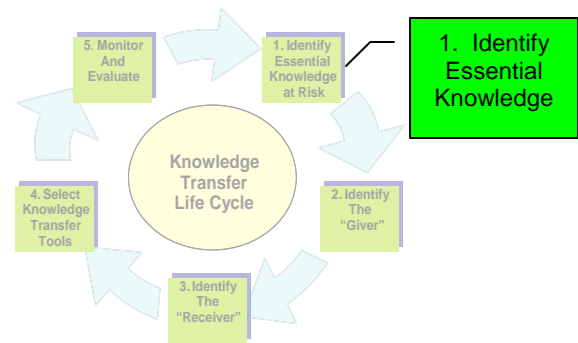 5. Monitor
And
Evaluate
1. Identify
Essential
Knowledge
at Risk
1. Identify
Essential
Knowledge
Knowledge
Transfer
Life Cycle
4. Select
Knowledge
Transfer
Tools
2. Identify
The
“Giver”
3. Identify
The
“Receiver”